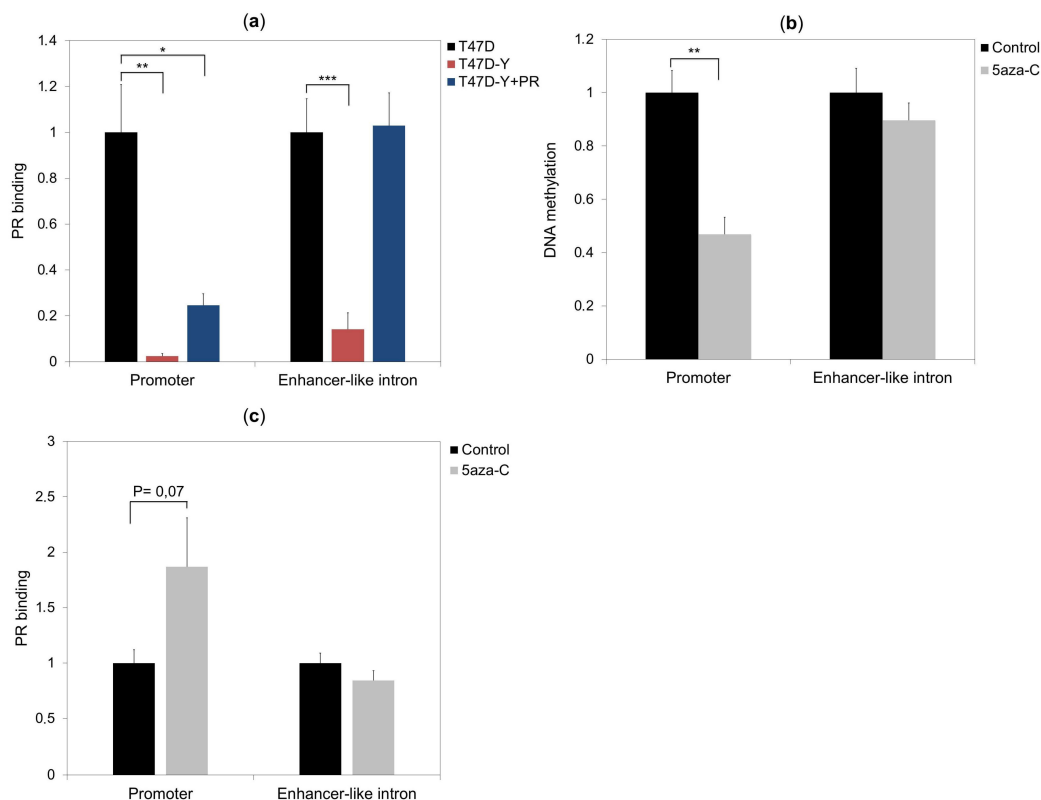 (a)
1.4
1.2
1
0.8
0.6
0.4
0.2
0
PR binding
*
**
***
T47D
T47D-Y
T47D-Y+PR
Promoter
Enhancer-like intron
(b)
1.2
1
0.8
0.6
0.4
0.2
0
DNA methylation
**
Control
5aza-C
Promoter
Enhancer-like intron
(c)
3
2.5
2
1.5
1
0.5
0
PR binding
P= 0,07
Control
5aza-C
Promoter
Enhancer-like intron